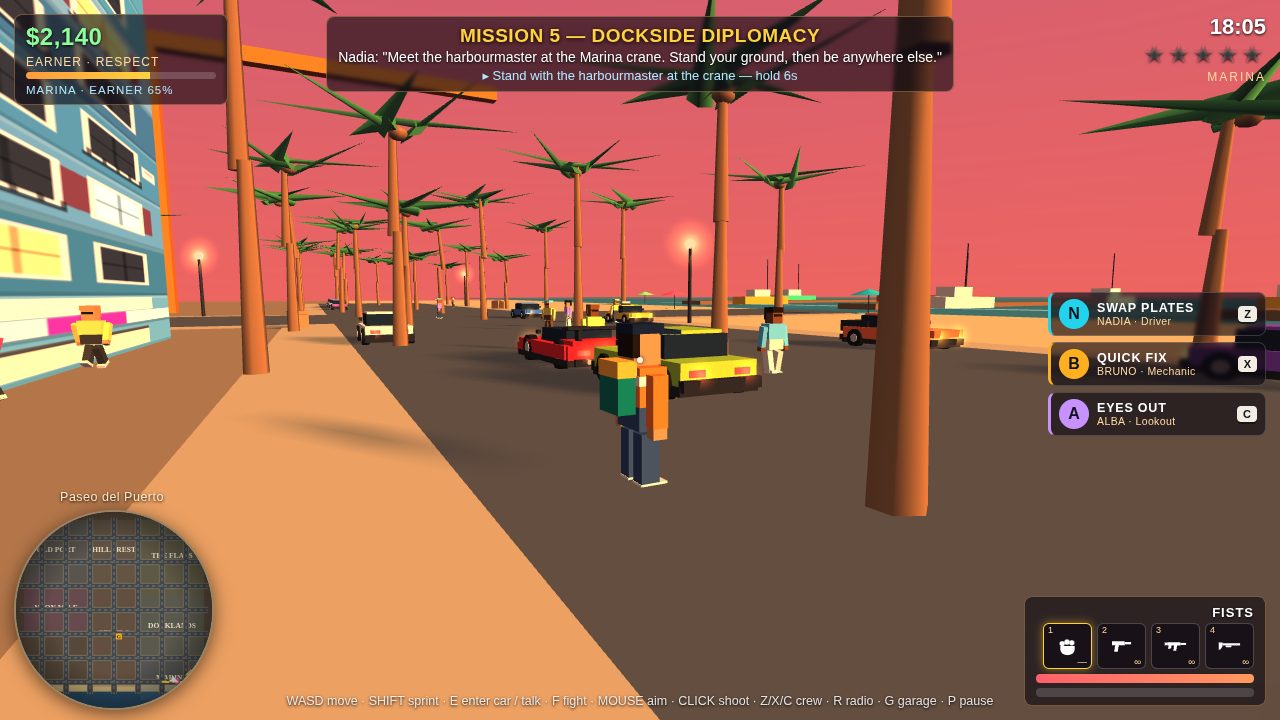 $2,140
EARNER · RESPECT
MARINA · EARNER 65%
MISSION 5 — DOCKSIDE DIPLOMACY
Nadia: "Meet the harbourmaster at the Marina crane. Stand your ground, then be anywhere else."
▸ Stand with the harbourmaster at the crane — hold 6s
18:05
★★★★★
MARINA
N SWAP PLATES Z
NADIA · Driver
B QUICK FIX X
BRUNO · Mechanic
A EYES OUT C
ALBA · Lookout
Paseo del Puerto
HILL REST
FISTS
1 2 3 4
— ∞ ∞ ∞
WASD move · SHIFT sprint · E enter car / talk · F fight · MOUSE aim · CLICK shoot · Z/X/C crew · R radio · G garage · P pause